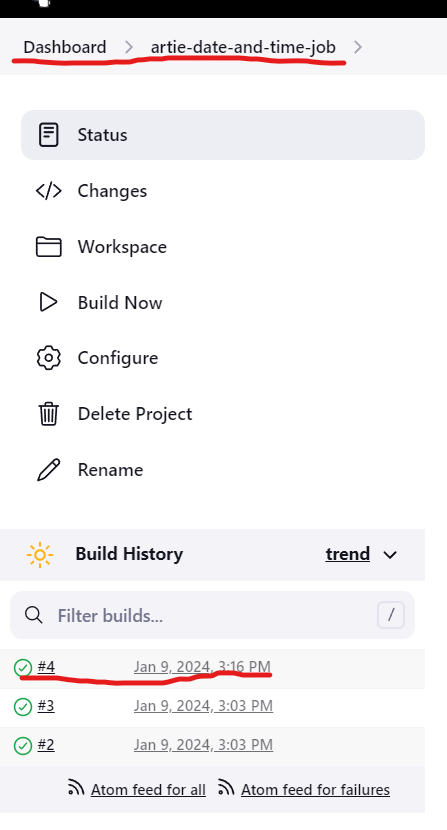 Dashboard > artie-date-and-time-job >
Status
Changes
Workspace
Build Now
Configure
Delete Project
Rename
Build History trend
Filter builds... /
#4 Jan 9, 2024, 3:16 PM
#3 Jan 9, 2024, 3:03 PM
#2 Jan 9, 2024, 3:03 PM
Atom feed for all Atom feed for failures